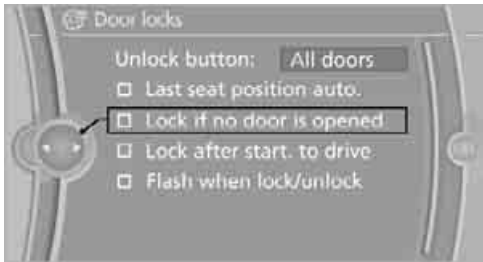 Door locks
Unlock button: All doors
Last seat position auto.
Lock if no door is opened
Lock after start. to drive
Flash when lock/unlock